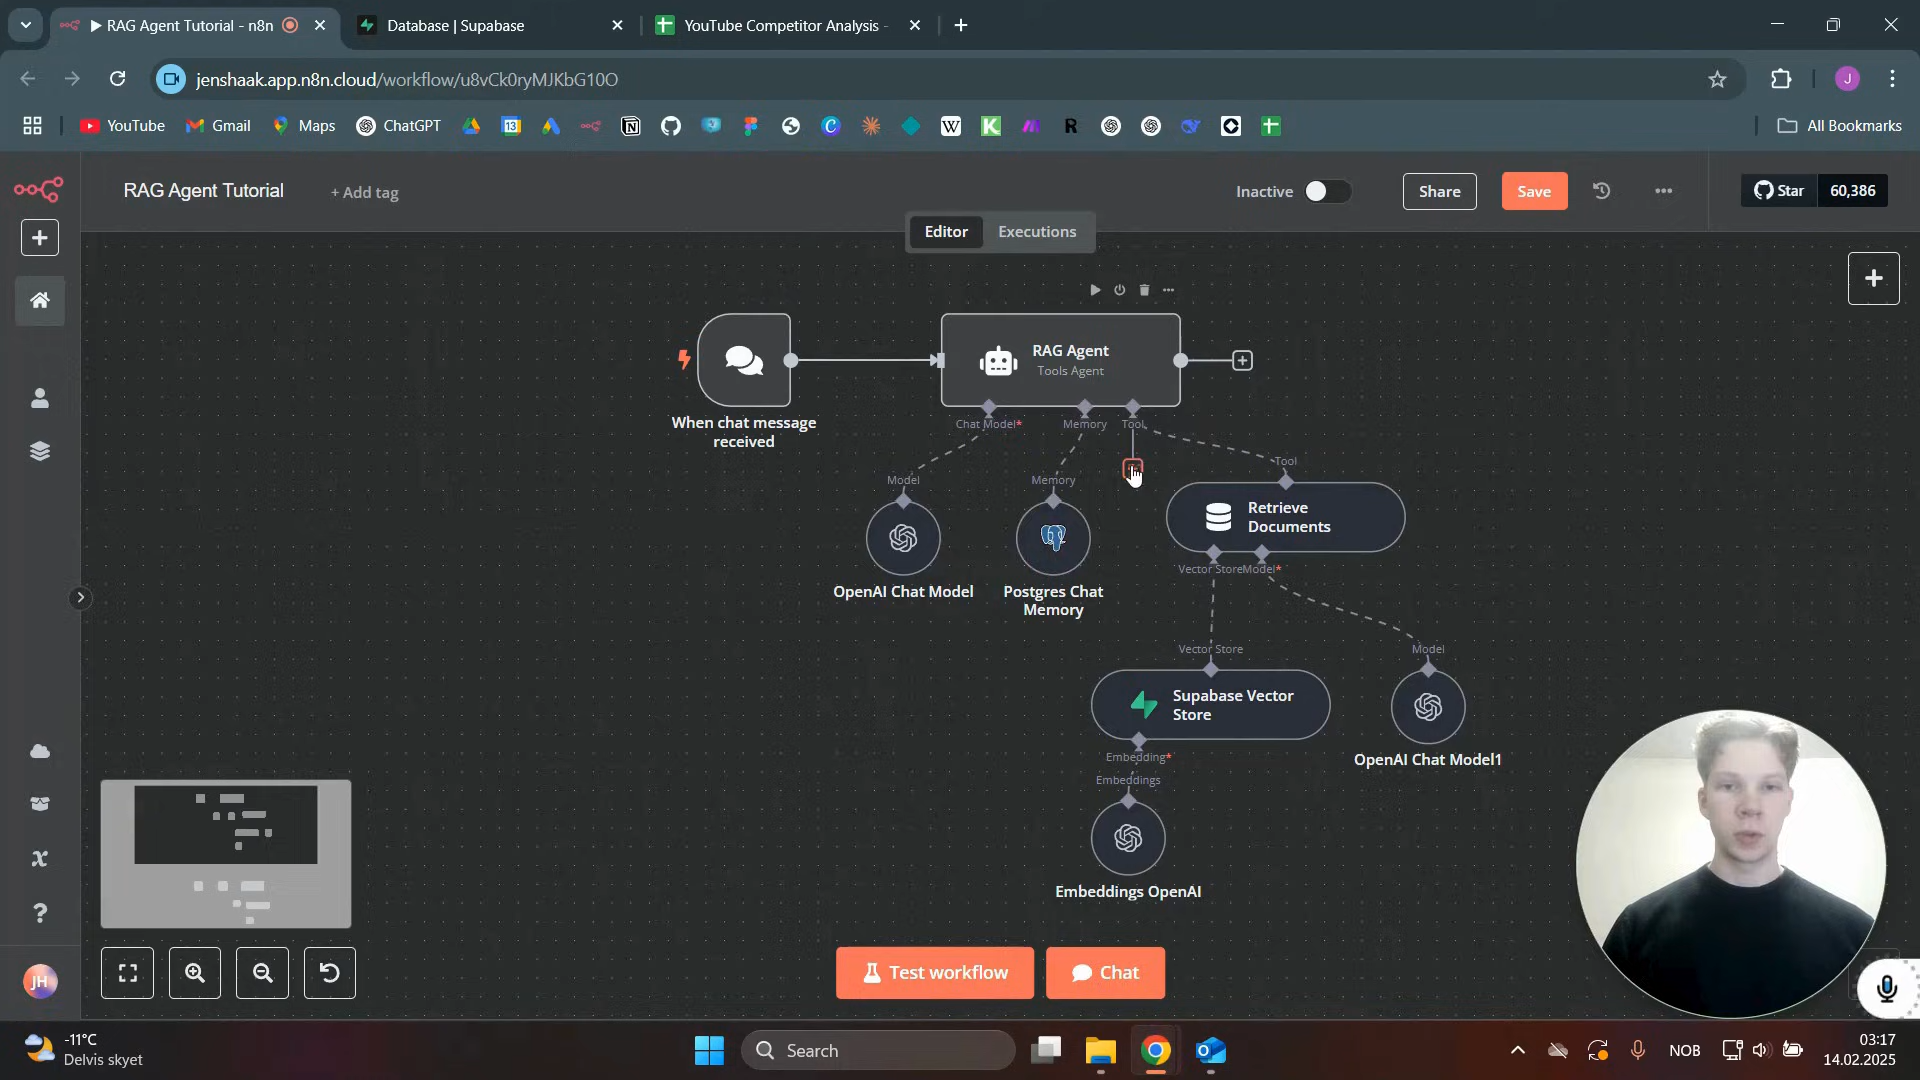 RAG Agent Tutorial - n8n
Database | Supabase
YouTube Competitor Analysis -
jenshaak.app.n8n.cloud/workflow/u8vCk0ryMJKbG10O
J
YouTube
Gmail
Maps
ChatGPT
All Bookmarks
RAG Agent Tutorial
+ Add tag
Inactive
Share
Save
Star
60,386
Editor
Executions
RAG Agent
Tools Agent
When chat message
received
Chat Model*
Memory
Tool
Model
Memory
Tool
Retrieve
Documents
OpenAI Chat Model
Postgres Chat
Memory
Vector Store
Model*
Vector Store
Model
Supabase Vector
Store
OpenAI Chat Model1
Embedding*
Embeddings
Embeddings OpenAI
Test workflow
Chat
JH
-11°C
Delvis skyet
Search
NOB
03:17
14.02.2025